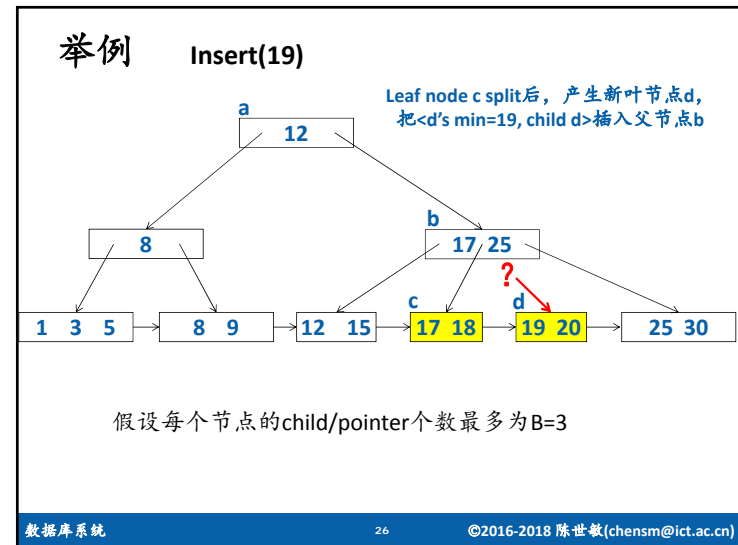 举例 Insert(19)
Leaf node c split后，产生新叶节点d，
把<d's min=19, child d>插入父节点b
a
12
b
8
17 25
?
c d
1 3 5 8 9 12 15 17 18 19 20 25 30
假设每个节点的child/pointer个数最多为B=3
数据库系统 26 ©2016-2018 陈世敏(chensm@ict.ac.cn)